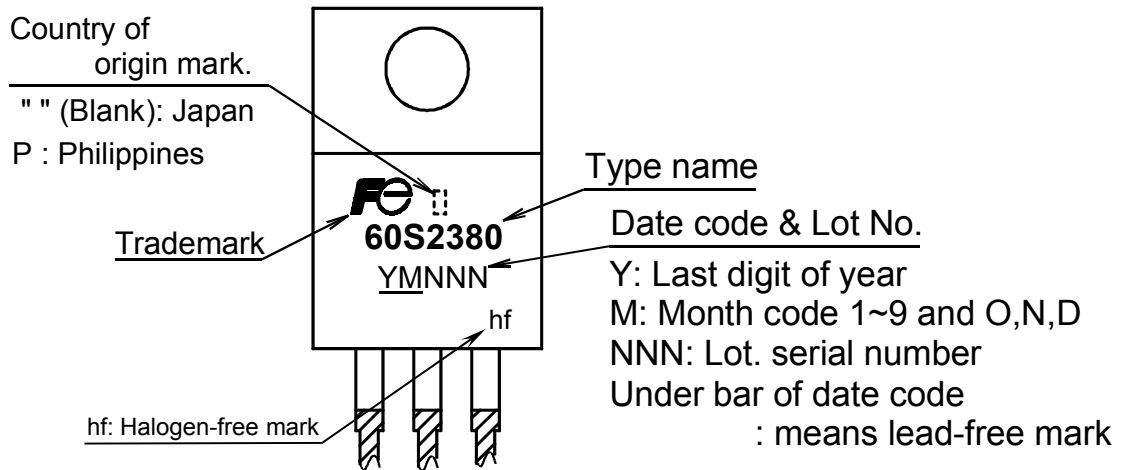 Country of
origin mark.
" " (Blank): Japan
P : Philippines
Trademark
Fe
60S2380
YMNNN
hf
hf: Halogen-free mark
Type name
Date code & Lot No.
Y: Last digit of year
M: Month code 1~9 and O,N,D
NNN: Lot. serial number
Under bar of date code
: means lead-free mark